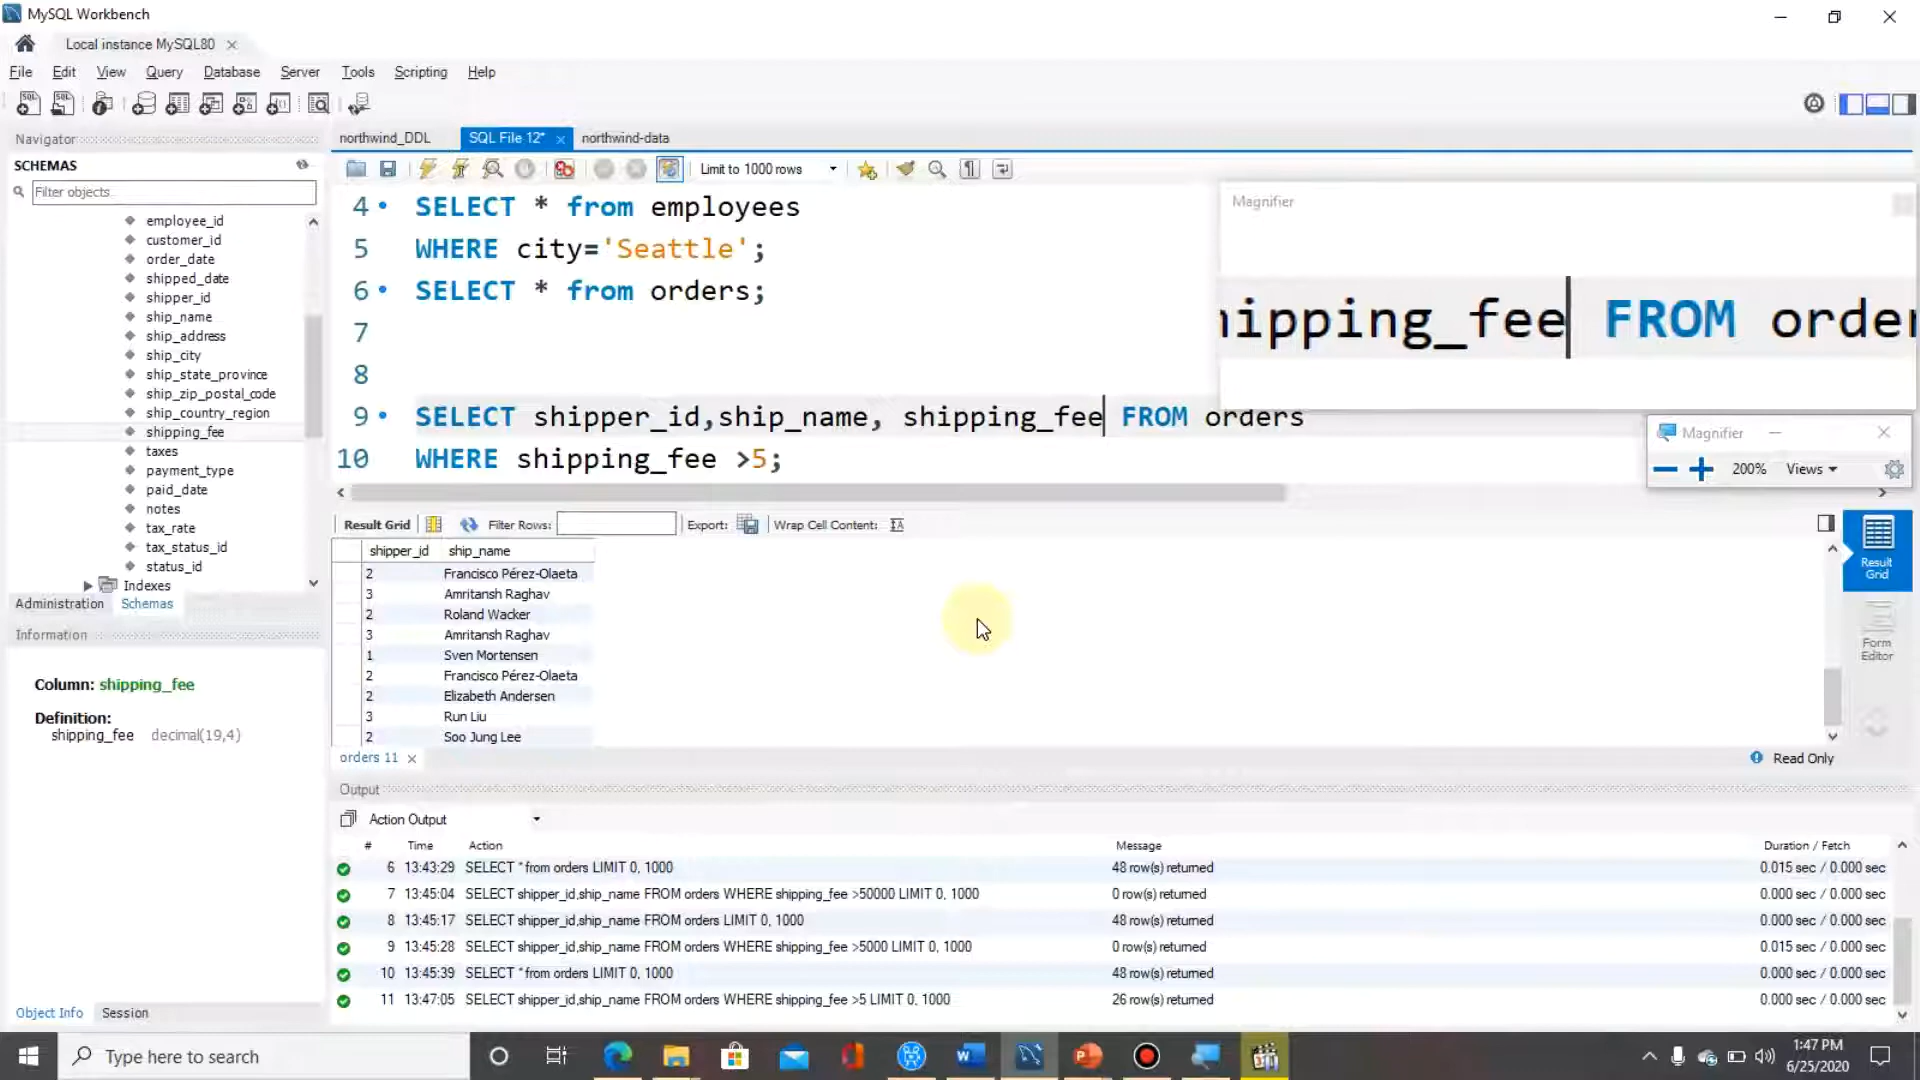 MySQL Workbench
Local instance MySQL80
File Edit View Query Database Server Tools Scripting Help
Navigator
SCHEMAS
Filter objects
employee_id
customer_id
order_date
shipped_date
shipper_id
ship_name
ship_address
ship_city
ship_state_province
ship_zip_postal_code
ship_country_region
shipping_fee
taxes
payment_type
paid_date
notes
tax_rate
tax_status_id
status_id
Indexes
Administration Schemas
Information
Column: shipping_fee
Definition:
shipping_fee decimal(19,4)
Object Info Session
northwind_DDL SQL File 12* northwind-data
Limit to 1000 rows
4 SELECT * from employees
5 WHERE city='Seattle';
6 SELECT * from orders;
7
8
9 SELECT shipper_id,ship_name, shipping_fee FROM orders
10 WHERE shipping_fee >5;
Magnifier
hipping_fee FROM order
Magnifier
200% Views
Result Grid Filter Rows: Export: Wrap Cell Content:
shipper_id ship_name
2 Francisco Pérez-Olaeta
3 Amritansh Raghav
2 Roland Wacker
3 Amritansh Raghav
1 Sven Mortensen
2 Francisco Pérez-Olaeta
2 Elizabeth Andersen
3 Run Liu
2 Soo Jung Lee
Result
Grid
Form
Editor
orders 11
Read Only
Output
Action Output
# Time Action Message Duration / Fetch
6 13:43:29 SELECT * from orders LIMIT 0, 1000 48 row(s) returned 0.015 sec / 0.000 sec
7 13:45:04 SELECT shipper_id,ship_name FROM orders WHERE shipping_fee >50000 LIMIT 0, 1000 0 row(s) returned 0.000 sec / 0.000 sec
8 13:45:17 SELECT shipper_id,ship_name FROM orders LIMIT 0, 1000 48 row(s) returned 0.000 sec / 0.000 sec
9 13:45:28 SELECT shipper_id,ship_name FROM orders WHERE shipping_fee >5000 LIMIT 0, 1000 0 row(s) returned 0.015 sec / 0.000 sec
10 13:45:39 SELECT * from orders LIMIT 0, 1000 48 row(s) returned 0.000 sec / 0.000 sec
11 13:47:05 SELECT shipper_id,ship_name FROM orders WHERE shipping_fee >5 LIMIT 0, 1000 26 row(s) returned 0.000 sec / 0.000 sec
Type here to search
1:47 PM
6/25/2020